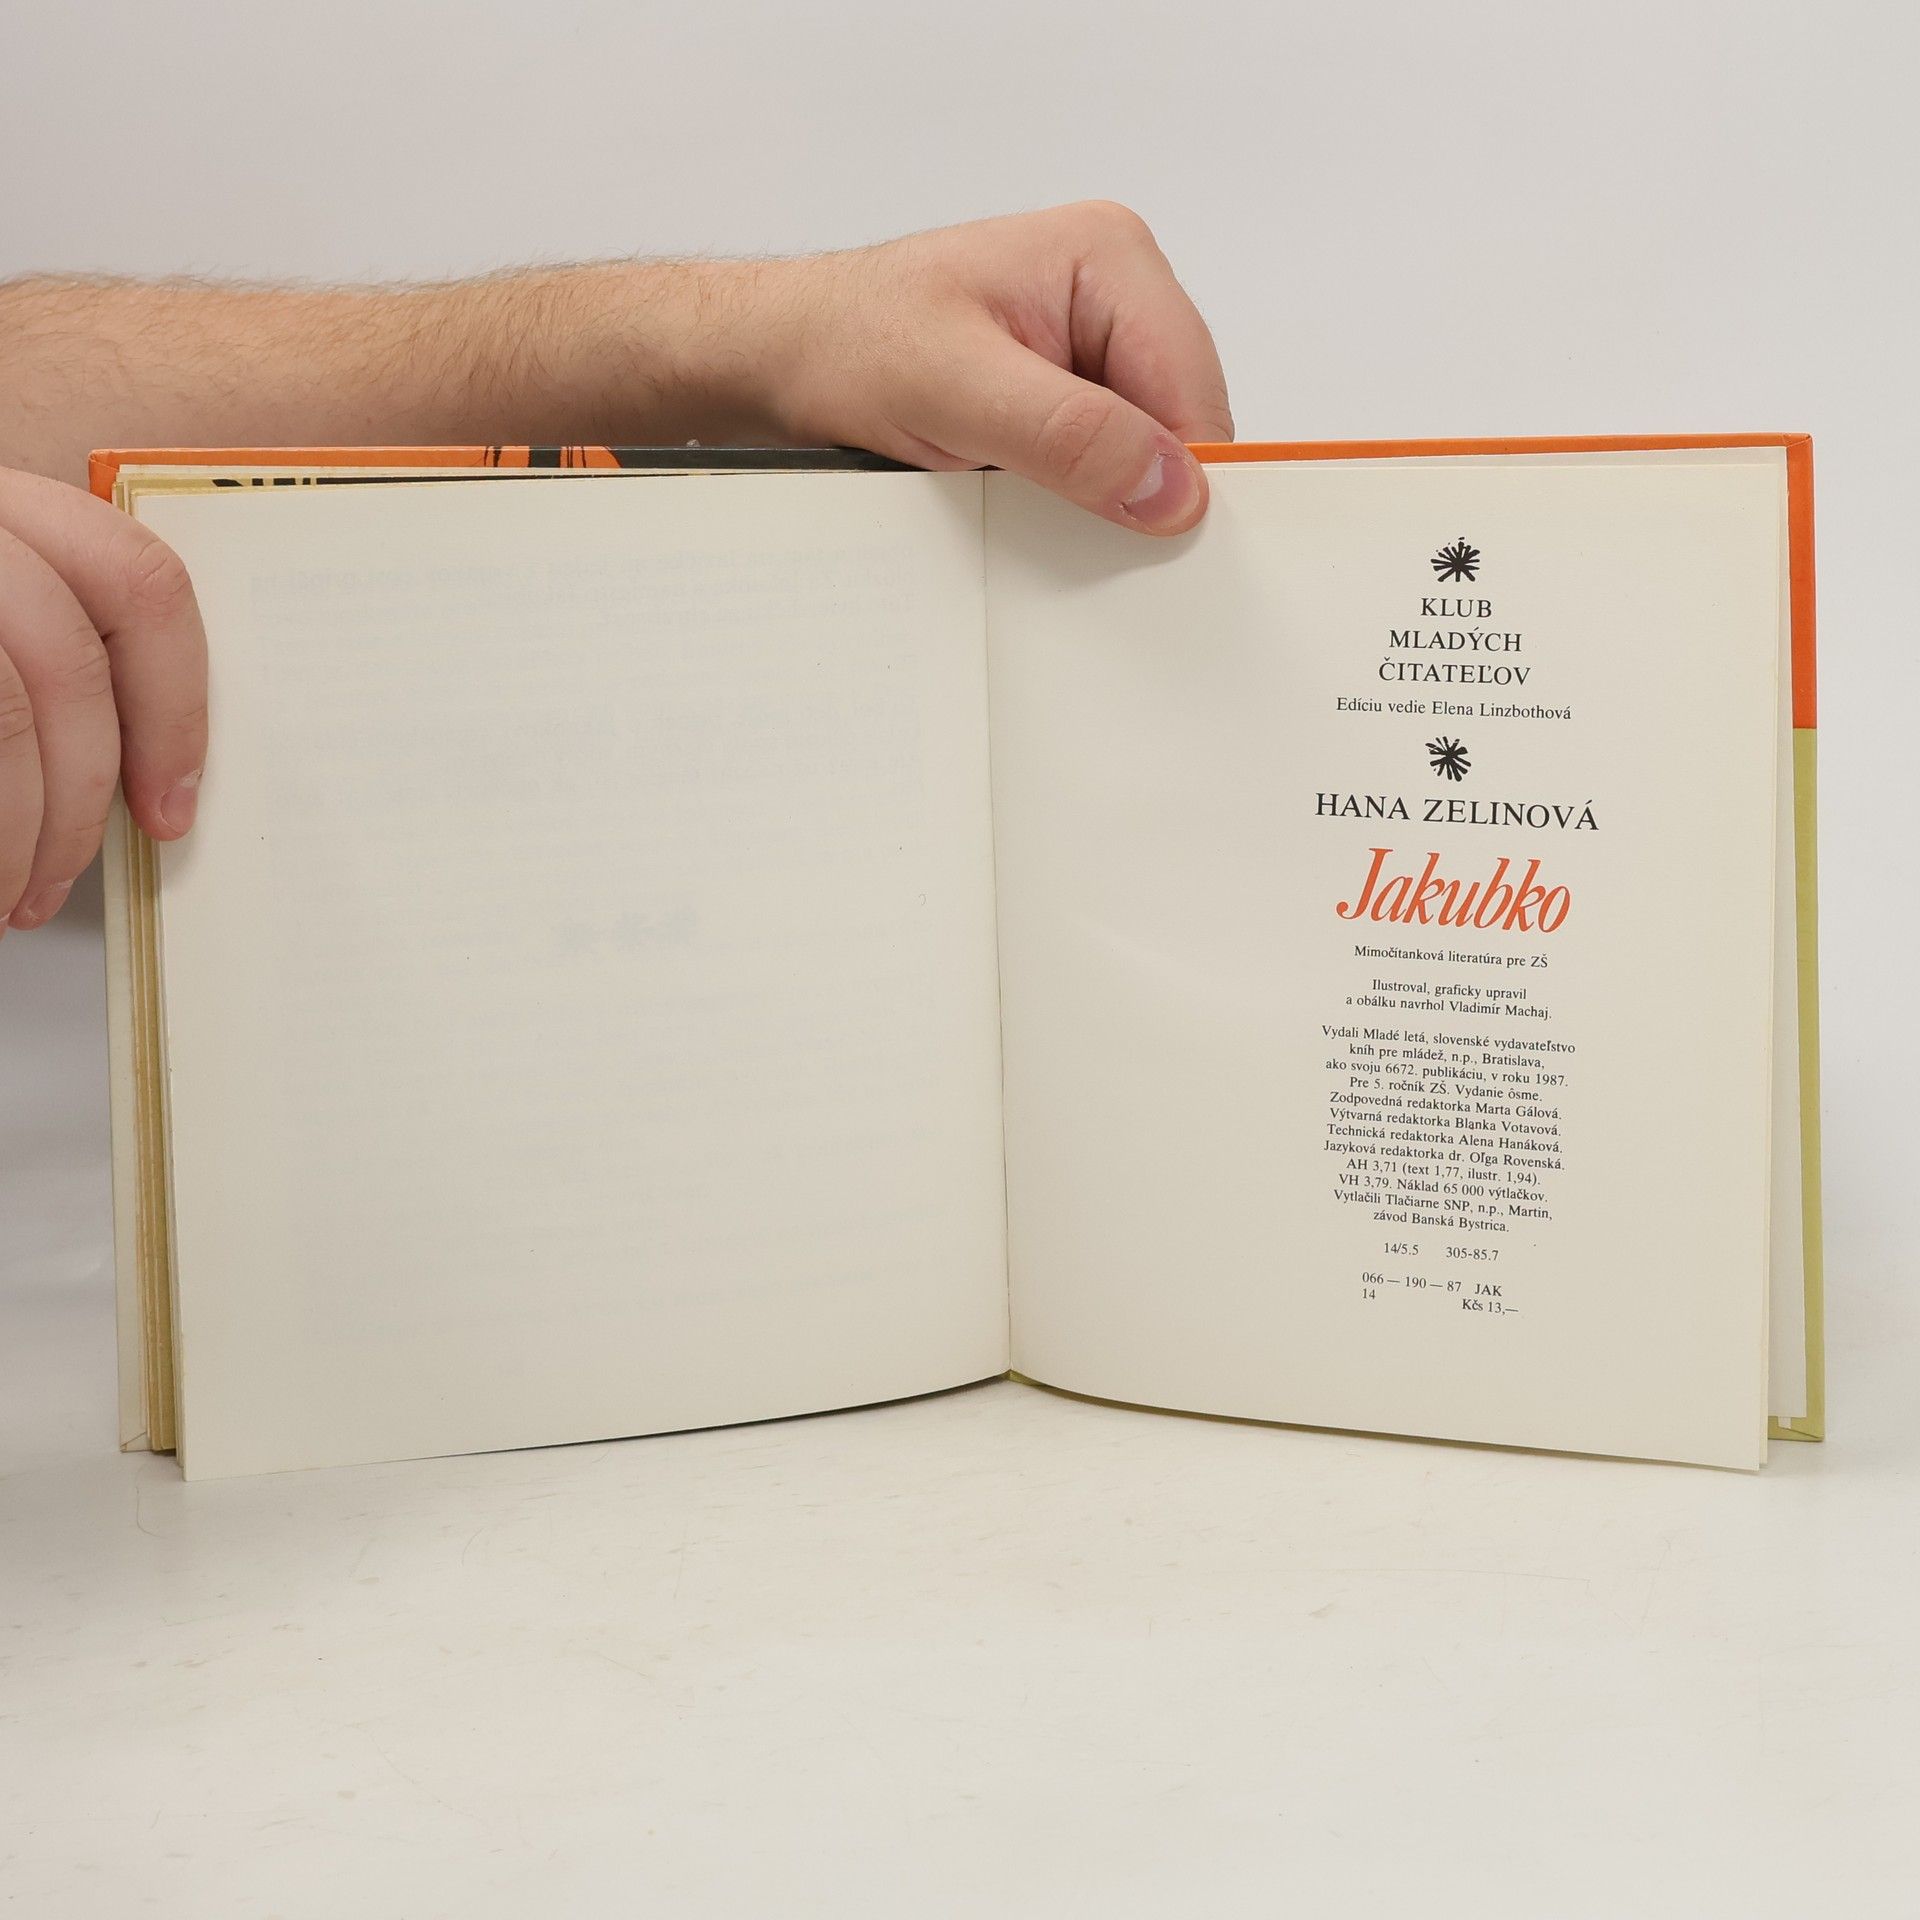 KLUB
MLADÝCH
ČITATEĽOV
Edíciu vedie Elena Linzbothová
HANA ZELINOVÁ
Jakubko
Mimočítanková literatúra pre ZŠ
Ilustroval, graficky upravil
a obálku navrhol Vladimír Machaj.
Vydali Mladé letá, slovenské vydavateľstvo
kníh pre mládež, n.p., Bratislava,
ako svoju 6672. publikáciu, v roku 1987.
Pre 5. ročník ZŠ. Vydanie ôsme.
Zodpovedná redaktorka Marta Gálová.
Výtvarná redaktorka Blanka Votavová.
Technická redaktorka Alena Hanáková.
Jazyková redaktorka dr. Oľga Rovenská.
AH 3,71 (text 1,77, ilustr. 1,94).
VH 3,79. Náklad 65 000 výtlačkov.
Vytlačili Tlačiarne SNP, n.p., Martin,
závod Banská Bystrica.
14/5.5 305-85.7
066 — 190 — 87 JAK
14 Kčs 13,—